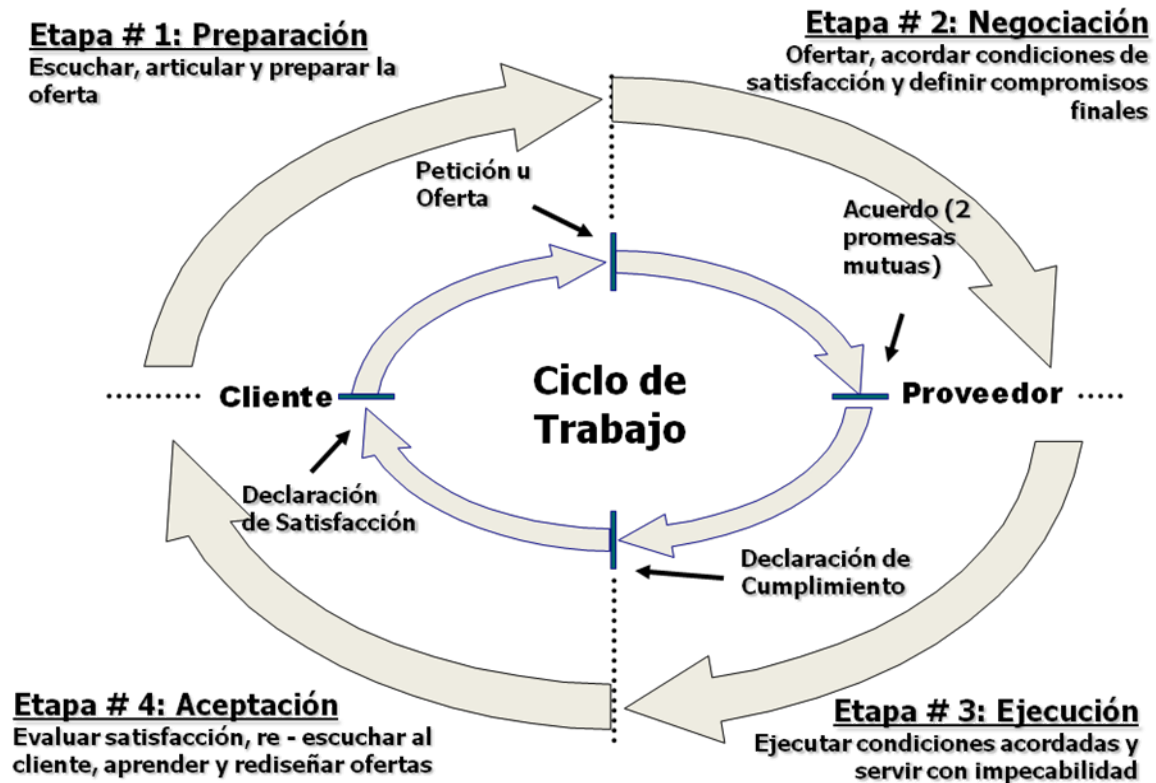 Etapa # 1: Preparación
Escuchar, articular y preparar la
oferta
Etapa # 2: Negociación
Ofertar, acordar condiciones de
satisfacción y definir compromisos
finales
Petición u
Oferta
Acuerdo (2
promesas
mutuas)
Cliente
Ciclo de
Trabajo
Proveedor
Declaración
de Satisfacción
Declaración de
Cumplimiento
Etapa # 4: Aceptación
Evaluar satisfacción, re - escuchar al
cliente, aprender y rediseñar ofertas
Etapa # 3: Ejecución
Ejecutar condiciones acordadas y
servir con impecabilidad